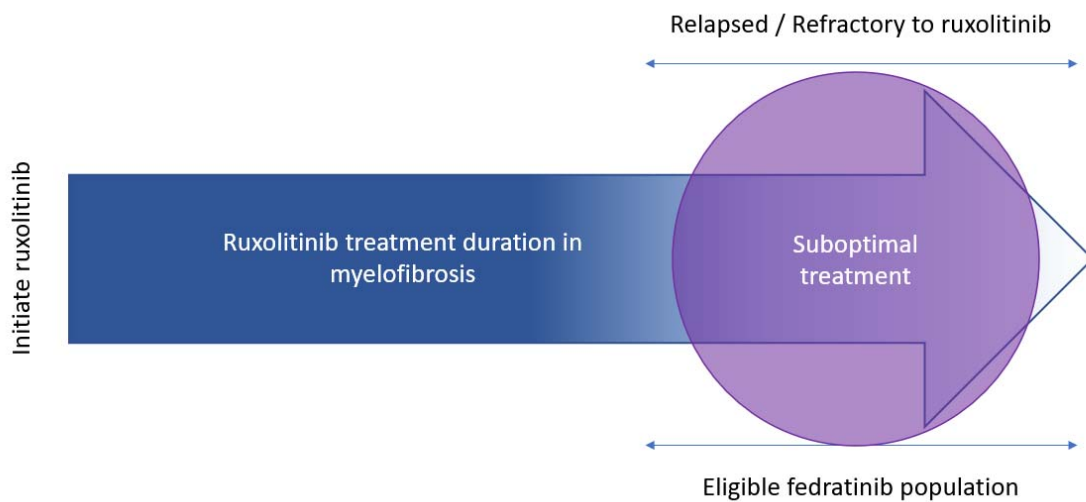 Relapsed / Refractory to ruxolitinib
Initiate ruxolitinib
Ruxolitinib treatment duration in
myelofibrosis
Suboptimal
treatment
Eligible fedratinib population